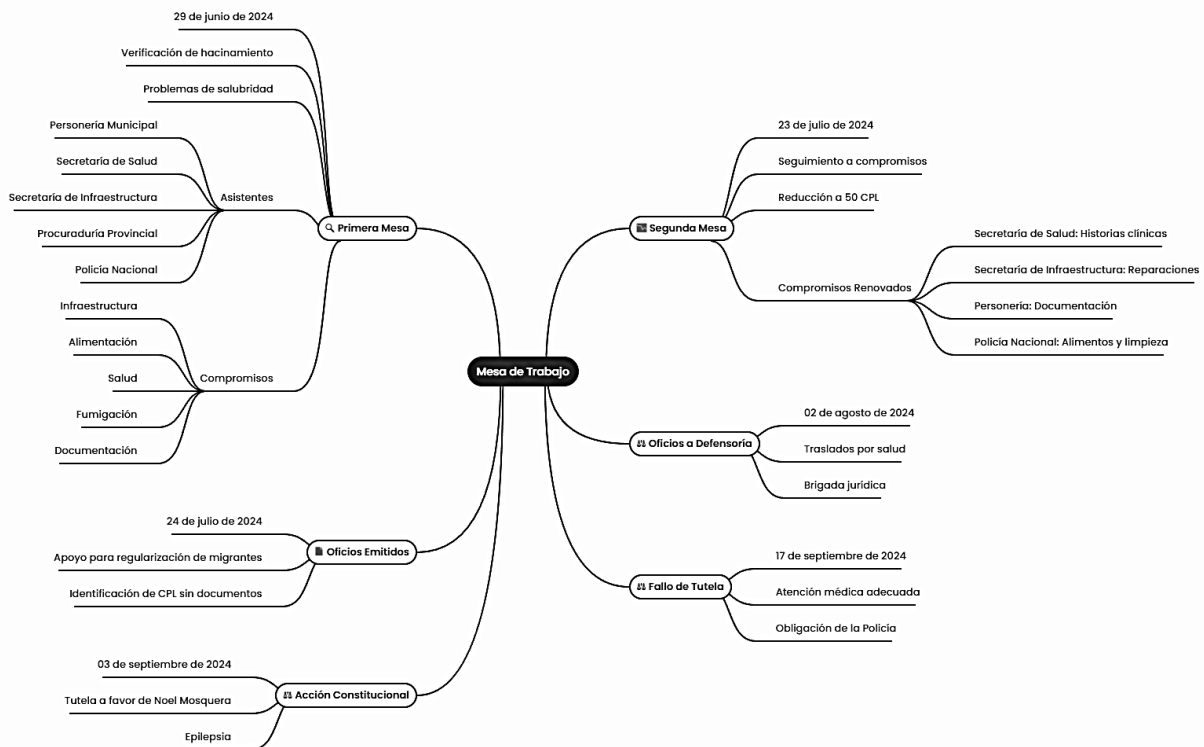 29 de junio de 2024
Verificación de hacinamiento
Problemas de salubridad
Personería Municipal
Secretaría de Salud
Secretaría de Infraestructura
Procuraduría Provincial
Policía Nacional
Asistentes
Primera Mesa
Infraestructura
Alimentación
Salud
Fumigación
Documentación
Compromisos
24 de julio de 2024
Apoyo para regularización de migrantes
Identificación de CPL sin documentos
Oficios Emitidos
03 de septiembre de 2024
Tutela a favor de Noel Mosquera
Epilepsia
Acción Constitucional
Mesa de Trabajo
Segunda Mesa
23 de julio de 2024
Seguimiento a compromisos
Reducción a 50 CPL
Compromisos Renovados
Secretaría de Salud: Historias clínicas
Secretaría de Infraestructura: Reparaciones
Personería: Documentación
Policía Nacional: Alimentos y limpieza
Oficios a Defensoría
02 de agosto de 2024
Traslados por salud
Brigada jurídica
Fallo de Tutela
17 de septiembre de 2024
Atención médica adecuada
Obligación de la Policía